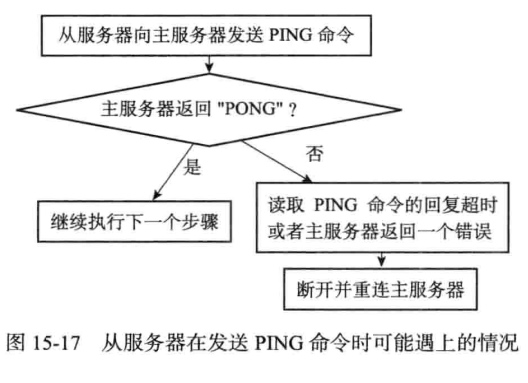 从服务器向主服务器发送 PING 命令
主服务器返回 "PONG" ?
是
否
继续执行下一个步骤
读取 PING 命令的回复超时
或者主服务器返回一个错误
断开并重连主服务器
图 15-17 从服务器在发送 PING 命令时可能遇上的情况